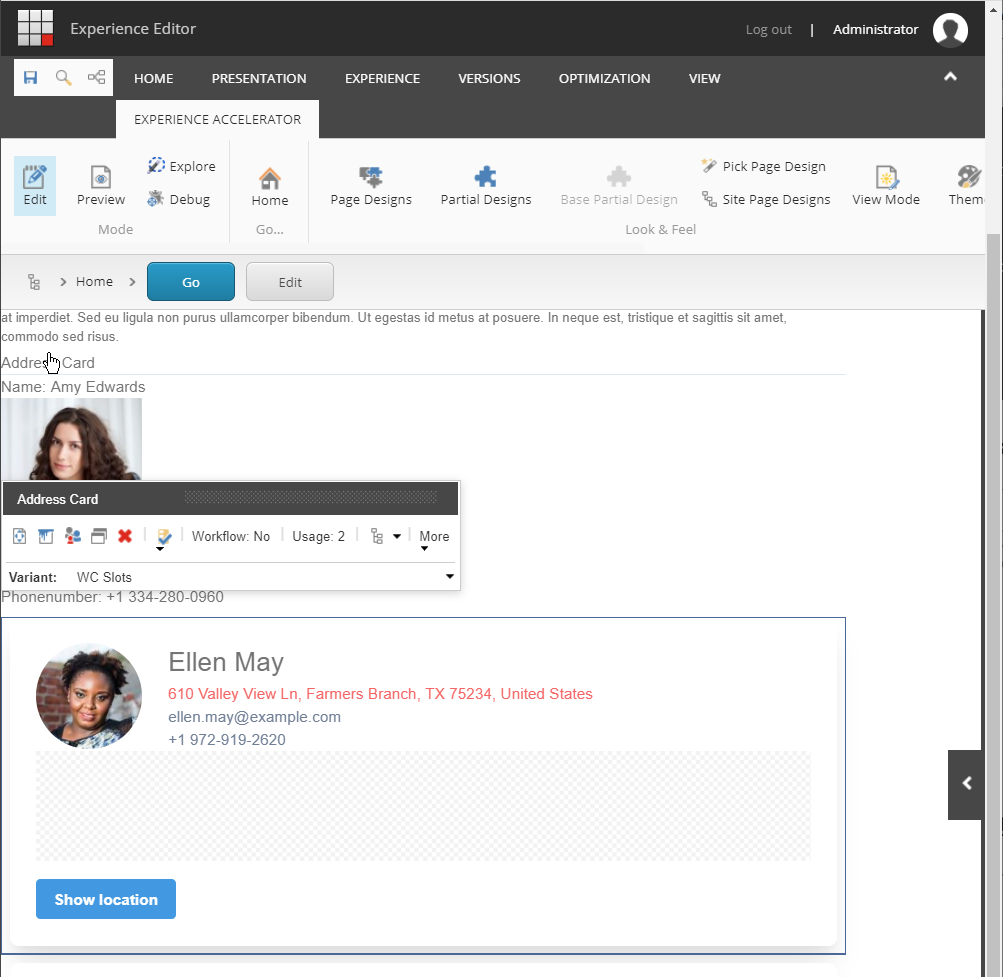 Experience Editor
Log out | Administrator
HOME PRESENTATION EXPERIENCE VERSIONS OPTIMIZATION VIEW
EXPERIENCE ACCELERATOR
Edit
Preview
Explore
Debug
Mode
Home
Go...
Page Designs
Partial Designs
Base Partial Design
Pick Page Design
Site Page Designs
View Mode
Them
Look & Feel
Home
Go
Edit
at imperdiet. Sed eu ligula non purus ullamcorper bibendum. Ut egestas id metus at posuere. In neque est, tristique et sagittis sit amet,
commodo sed risus.
Address Card
Name: Amy Edwards
Address Card
Workflow: No Usage: 2 More
Variant: WC Slots
Phonenumber: +1 334-280-0960
Ellen May
610 Valley View Ln, Farmers Branch, TX 75234, United States
ellen.may@example.com
+1 972-919-2620
Show location